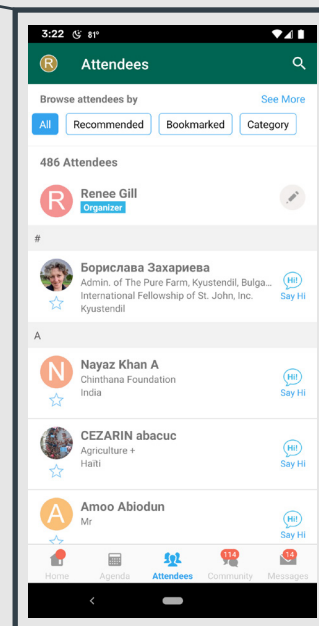 3:22 81°
R Attendees
Browse attendees by See More
All Recommended Bookmarked Category
486 Attendees
R Renee Gill
Organizer
#
Борислава Захариева
Admin. of The Pure Farm, Kyustendil, Bulga...
International Fellowship of St. John, Inc.
Kyustendil
Hi!
Say Hi
A
N Nayaz Khan A
Chinthana Foundation
India
Hi!
Say Hi
CEZARIN abacuc
Agriculture +
Haïti
Hi!
Say Hi
A Amoo Abiodun
Mr
Hi!
Say Hi
114 14
Home Agenda Attendees Community Messages